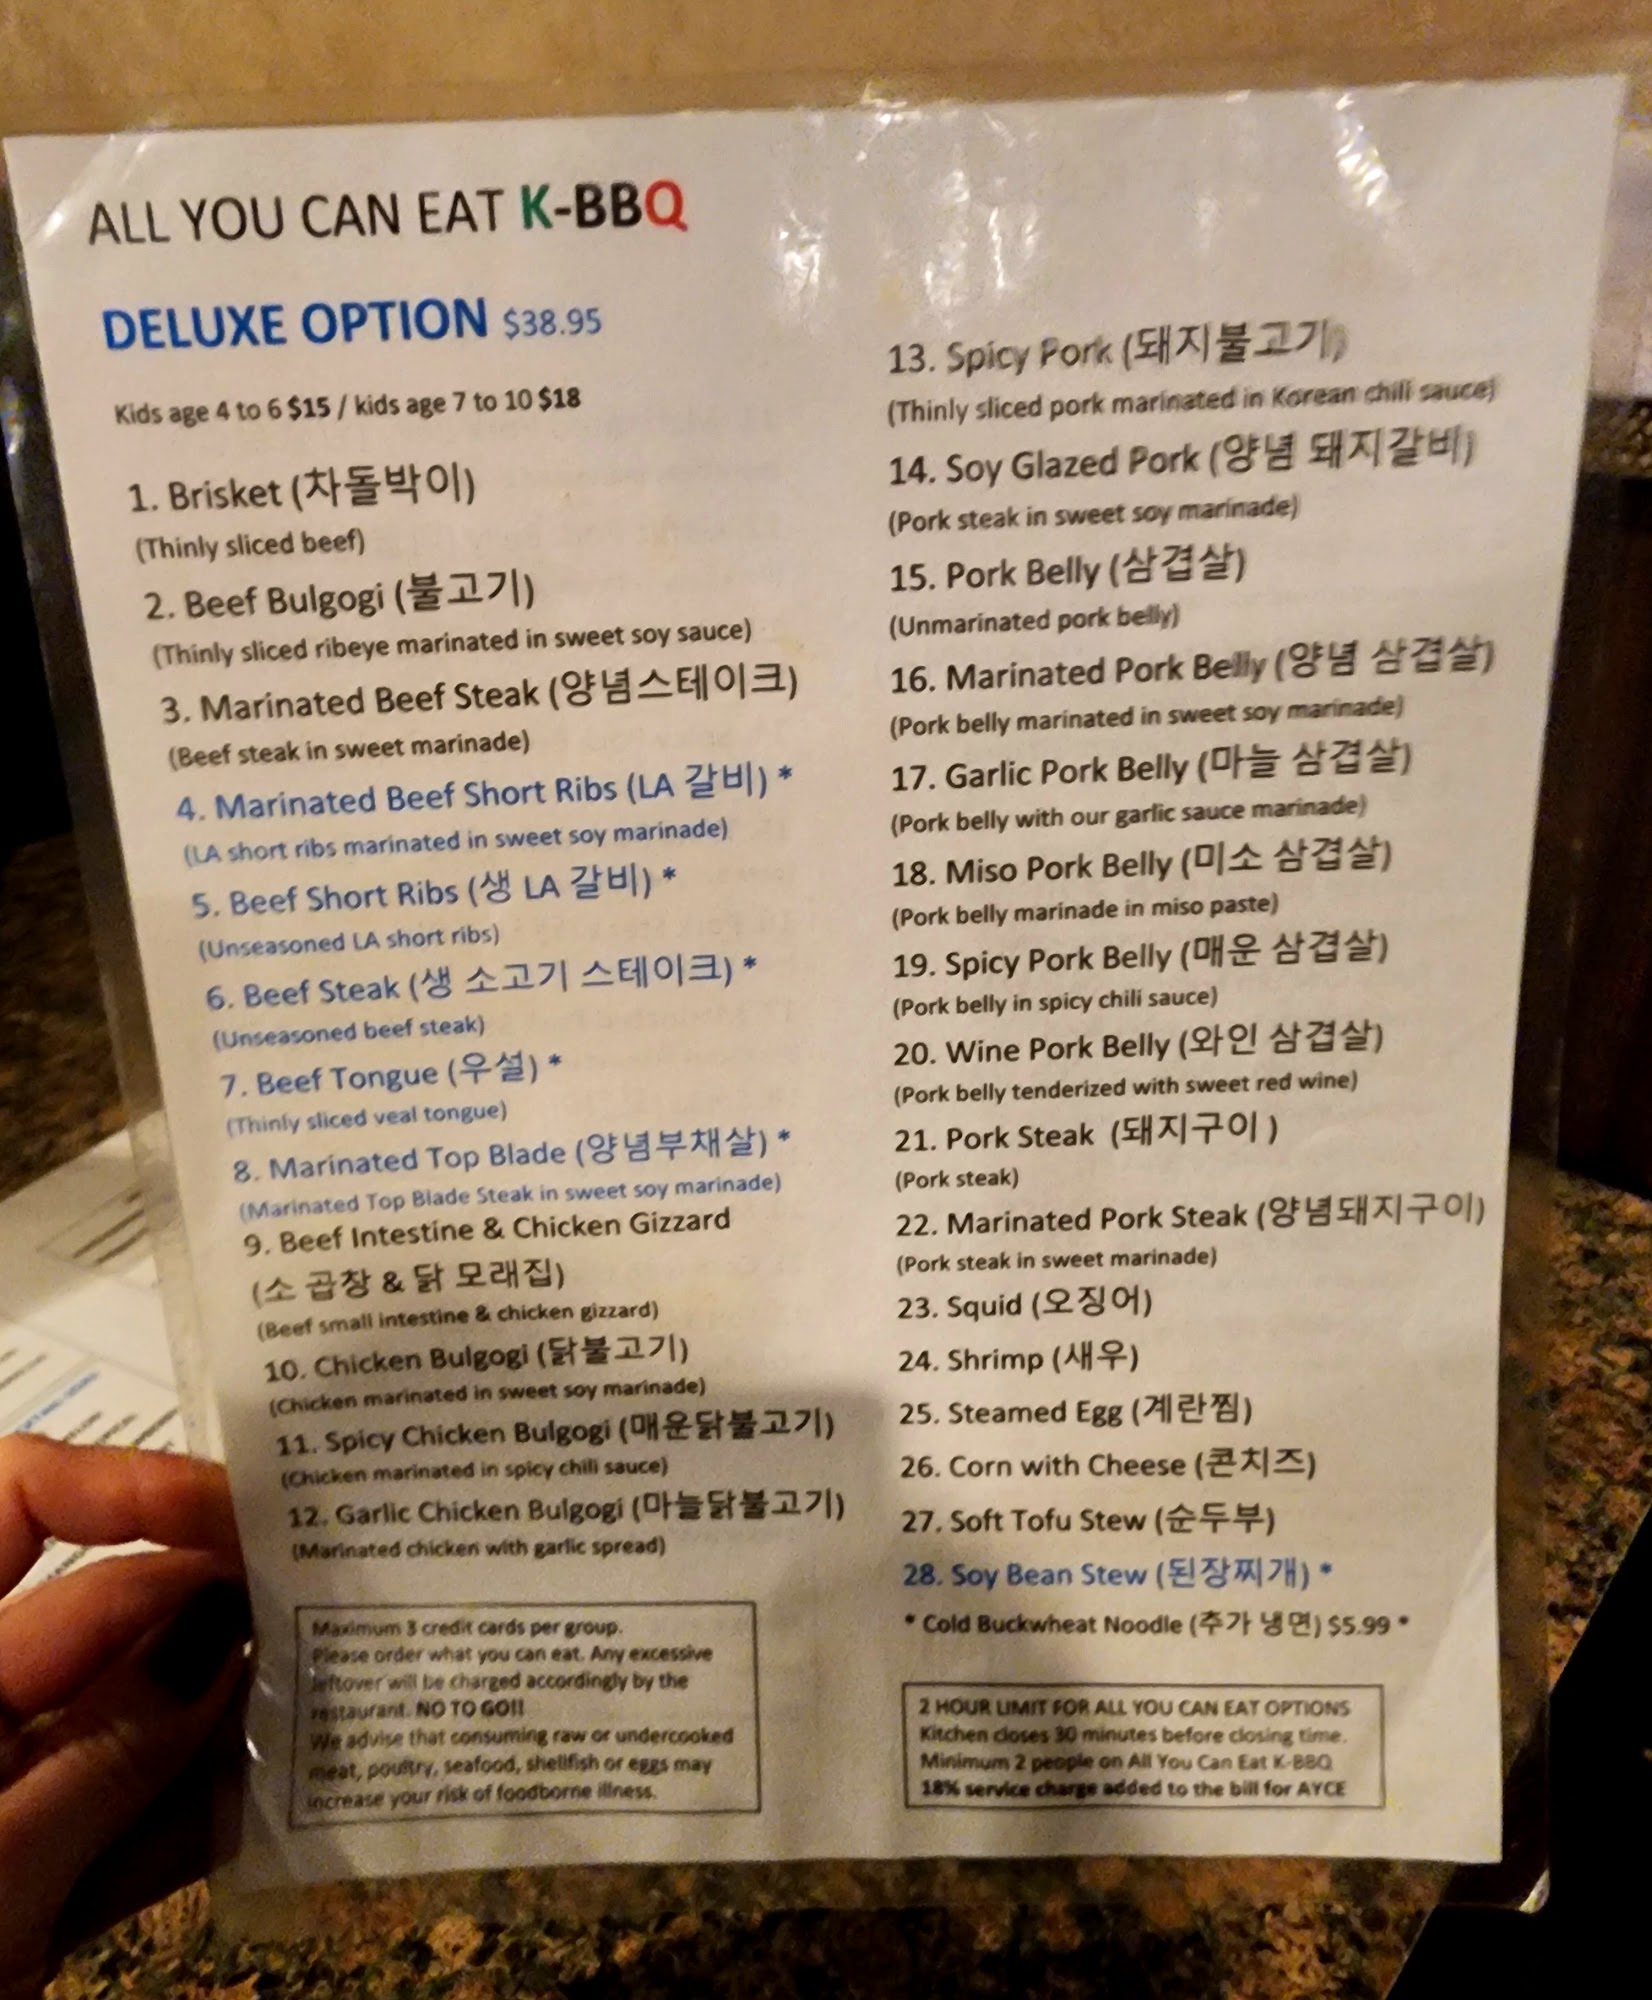 ALL YOU CAN EAT K-BBQ
DELUXE OPTION $38.95
Kids age 4 to 6 $15 / kids age 7 to 10 $18
1. Brisket (차돌박이)
(Thinly sliced beef)
2. Beef Bulgogi (불고기)
(Thinly sliced ribeye marinated in sweet soy sauce)
3. Marinated Beef Steak (양념스테이크)
(Beef steak in sweet marinade)
4. Marinated Beef Short Ribs (LA 갈비) *
(LA short ribs marinated in sweet soy marinade)
5. Beef Short Ribs (생 LA 갈비) *
(Unseasoned LA short ribs)
6. Beef Steak (생 소고기 스테이크) *
(Unseasoned beef steak)
7. Beef Tongue (우설) *
(Thinly sliced veal tongue)
8. Marinated Top Blade (양념부채살) *
(Marinated Top Blade Steak in sweet soy marinade)
9. Beef Intestine & Chicken Gizzard
(소 곱창 & 닭 모래집)
(Beef small intestine & chicken gizzard)
10. Chicken Bulgogi (닭불고기)
(Chicken marinated in sweet soy marinade)
11. Spicy Chicken Bulgogi (매운닭불고기)
(Chicken marinated in spicy chili sauce)
12. Garlic Chicken Bulgogi (마늘닭불고기)
(Marinated chicken with garlic spread)
Maximum 3 credit cards per group.
Please order what you can eat. Any excessive
leftover will be charged accordingly by the
restaurant. NO TO GO!!
We advise that consuming raw or undercooked
meat, poultry, seafood, shellfish or eggs may
increase your risk of foodborne illness.
13. Spicy Pork (돼지불고기)
(Thinly sliced pork marinated in Korean chili sauce)
14. Soy Glazed Pork (양념 돼지갈비)
(Pork steak in sweet soy marinade)
15. Pork Belly (삼겹살)
(Unmarinated pork belly)
16. Marinated Pork Belly (양념 삼겹살)
(Pork belly marinated in sweet soy marinade)
17. Garlic Pork Belly (마늘 삼겹살)
(Pork belly with our garlic sauce marinade)
18. Miso Pork Belly (미소 삼겹살)
(Pork belly marinade in miso paste)
19. Spicy Pork Belly (매운 삼겹살)
(Pork belly in spicy chili sauce)
20. Wine Pork Belly (와인 삼겹살)
(Pork belly tenderized with sweet red wine)
21. Pork Steak (돼지구이 )
(Pork steak)
22. Marinated Pork Steak (양념돼지구이)
(Pork steak in sweet marinade)
23. Squid (오징어)
24. Shrimp (새우)
25. Steamed Egg (계란찜)
26. Corn with Cheese (콘치즈)
27. Soft Tofu Stew (순두부)
28. Soy Bean Stew (된장찌개) *
* Cold Buckwheat Noodle (추가 냉면) $5.99 *
2 HOUR LIMIT FOR ALL YOU CAN EAT OPTIONS
Kitchen closes 30 minutes before closing time.
Minimum 2 people on All You Can Eat K-BBQ
18% service charge added to the bill for AYCE